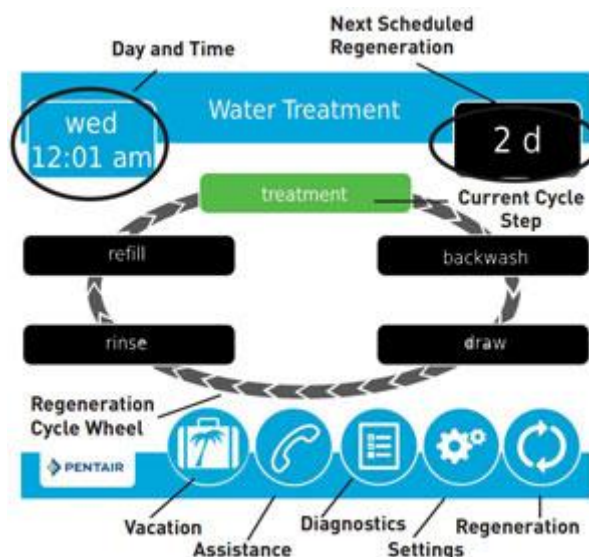 Day and Time
Next Scheduled
Regeneration
wed
12:01 am
Water Treatment
2 d
treatment
Current Cycle
Step
refill
backwash
rinse
draw
Regeneration
Cycle Wheel
PENTAIR
Vacation
Assistance
Diagnostics
Settings
Regeneration